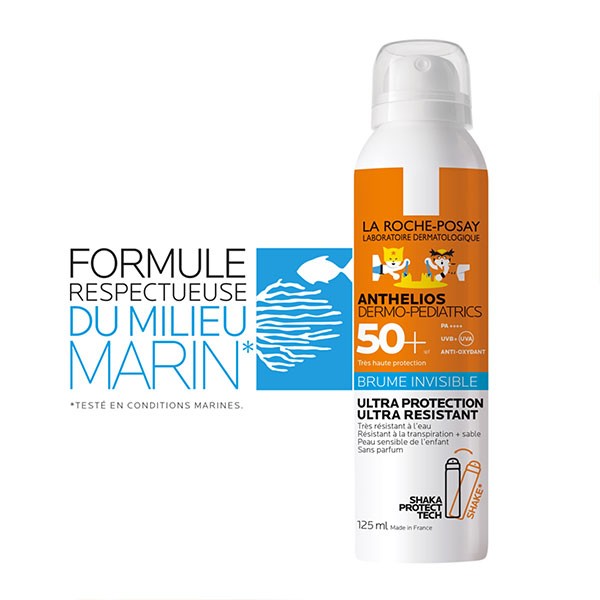 FORMULE
RESPECTUEUSE
DU MILIEU
MARIN*
*TESTÉ EN CONDITIONS MARINES.
LA ROCHE-POSAY
LABORATOIRE DERMATOLOGIQUE
ANTHELIOS
DERMO-PEDIATRICS
50+
SPF
PA ++++
UVB+ UVA
ANTI-OXYDANT
Très haute protection
BRUME INVISIBLE
ULTRA PROTECTION
ULTRA RESISTANT
Très résistant à l'eau
Résistant à la transpiration + sable
Peau sensible de l'enfant
Sans parfum
SHAKA
PROTECT
TECH
SHAKE*
125 ml Made in France